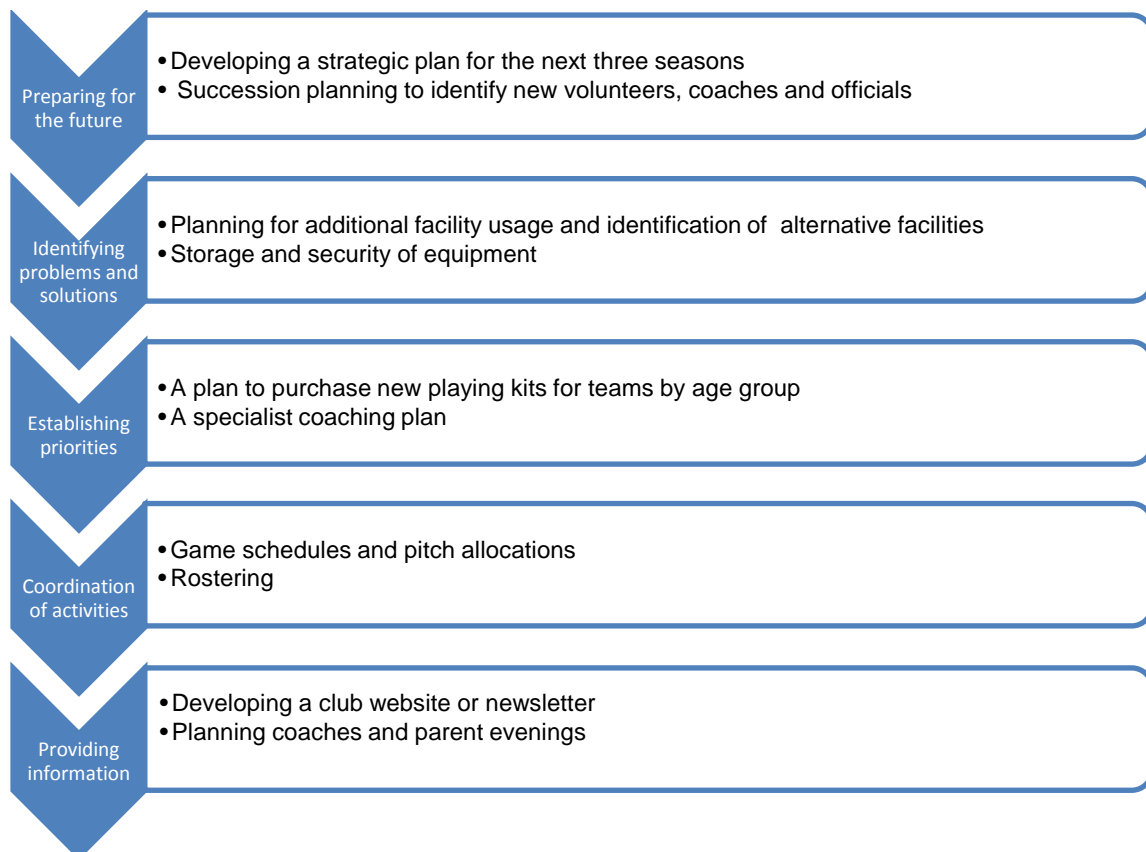 Preparing for
the future
•Developing a strategic plan for the next three seasons
• Succession planning to identify new volunteers, coaches and officials
Identifying
problems and
solutions
•Planning for additional facility usage and identification of alternative facilities
•Storage and security of equipment
Establishing
priorities
•A plan to purchase new playing kits for teams by age group
•A specialist coaching plan
Coordination
of activities
•Game schedules and pitch allocations
•Rostering
Providing
information
•Developing a club website or newsletter
•Planning coaches and parent evenings